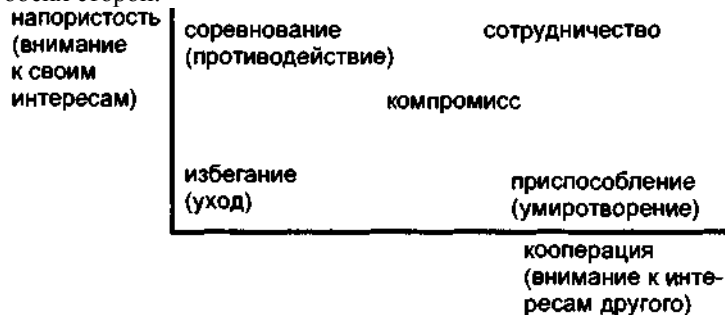 обеих сторон.
напористость
(внимание
к своим
интересам)
соревнование
(противодействие)
сотрудничество
компромисс
избегание
(уход)
приспособление
(умиротворение)
кооперация
(внимание к инте-
ресам другого)